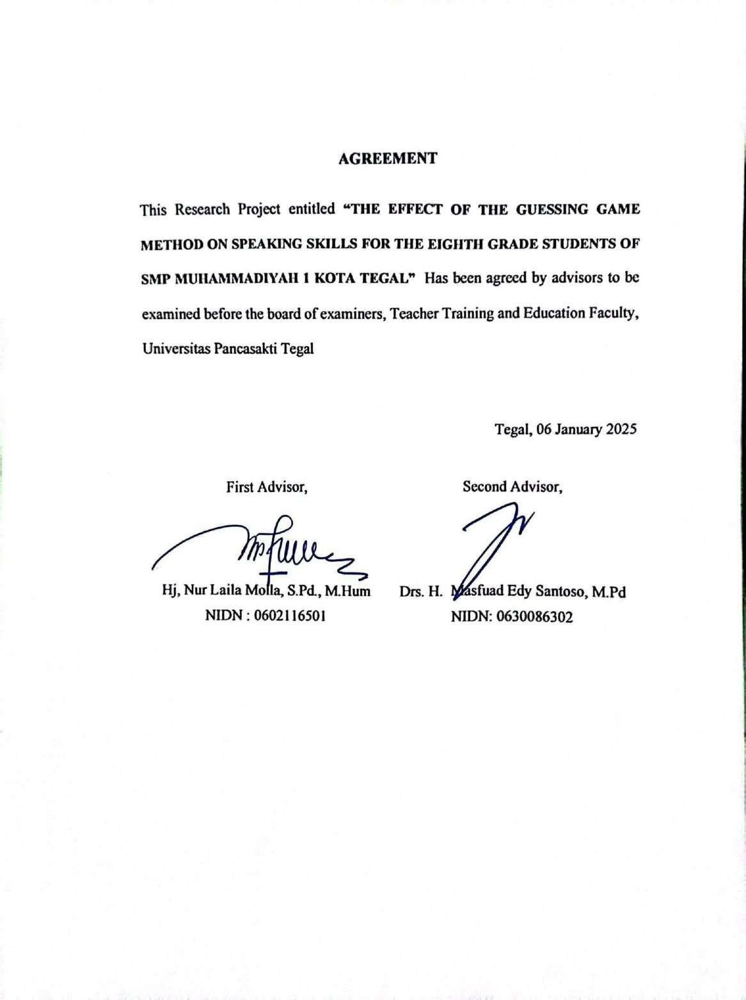 AGREEMENT
This Research Project entitled “THE EFFECT OF THE GUESSING GAME
METHOD ON SPEAKING SKILLS FOR THE EIGHTH GRADE STUDENTS OF
SMP MUHAMMADIYAH 1 KOTA TEGAL” Has been agreed by advisors to be
examined before the board of examiners, Teacher Training and Education Faculty,
Universitas Pancasakti Tegal
Tegal, 06 January 2025
First Advisor, Second Advisor,
Hj, Nur Laila Molla, S.Pd., M.Hum Drs. H. Masfuad Edy Santoso, M.Pd
NIDN : 0602116501 NIDN: 0630086302